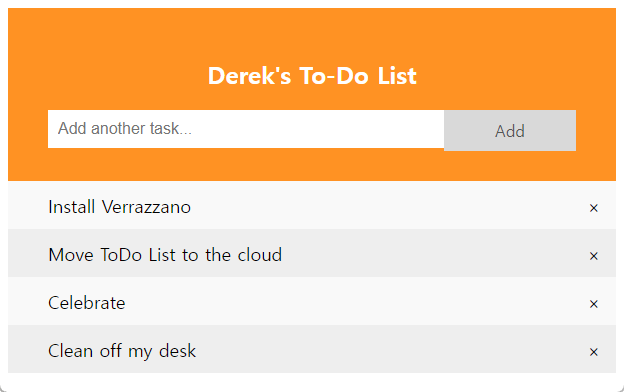 Derek's To-Do List
Add another task... Add
Install Verrazzano ×
Move ToDo List to the cloud ×
Celebrate ×
Clean off my desk ×